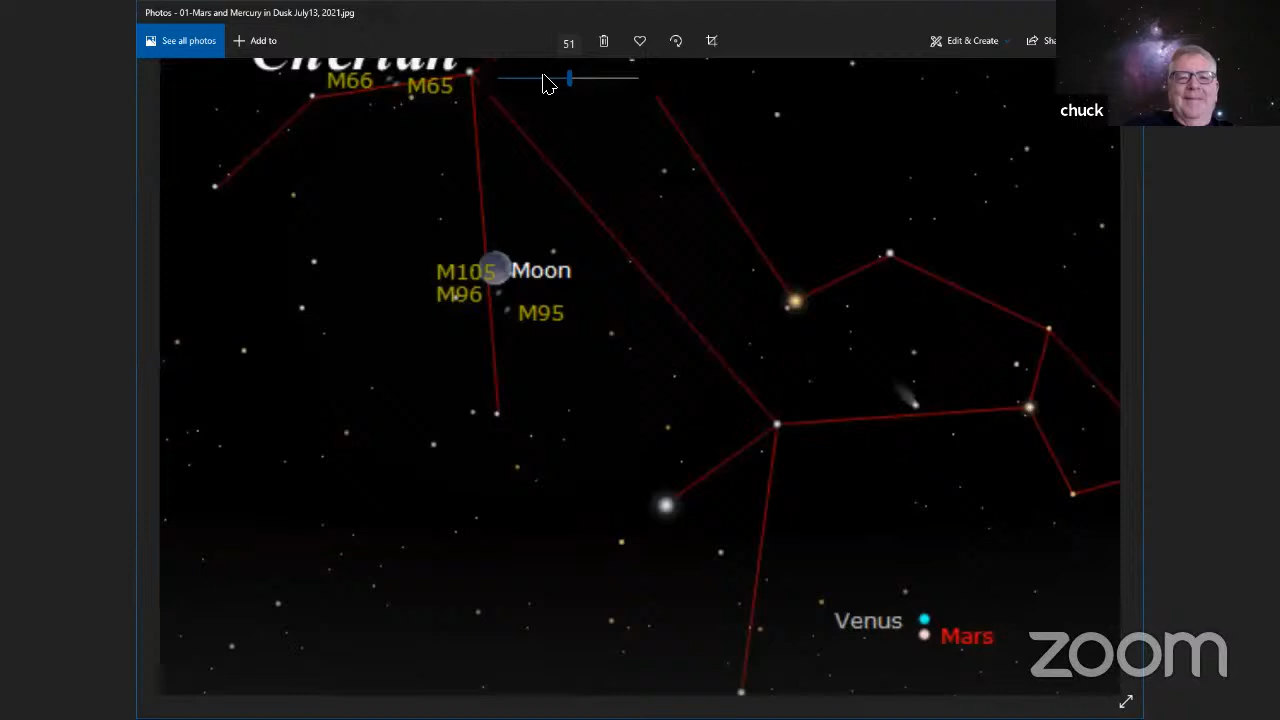 Photos - 01-Mars and Mercury in Dusk July13, 2021.jpg
See all photos
Add to
51
Edit & Create
Sha
chuck
M66
M65
M105
Moon
M96
M95
Venus
Mars
zoom